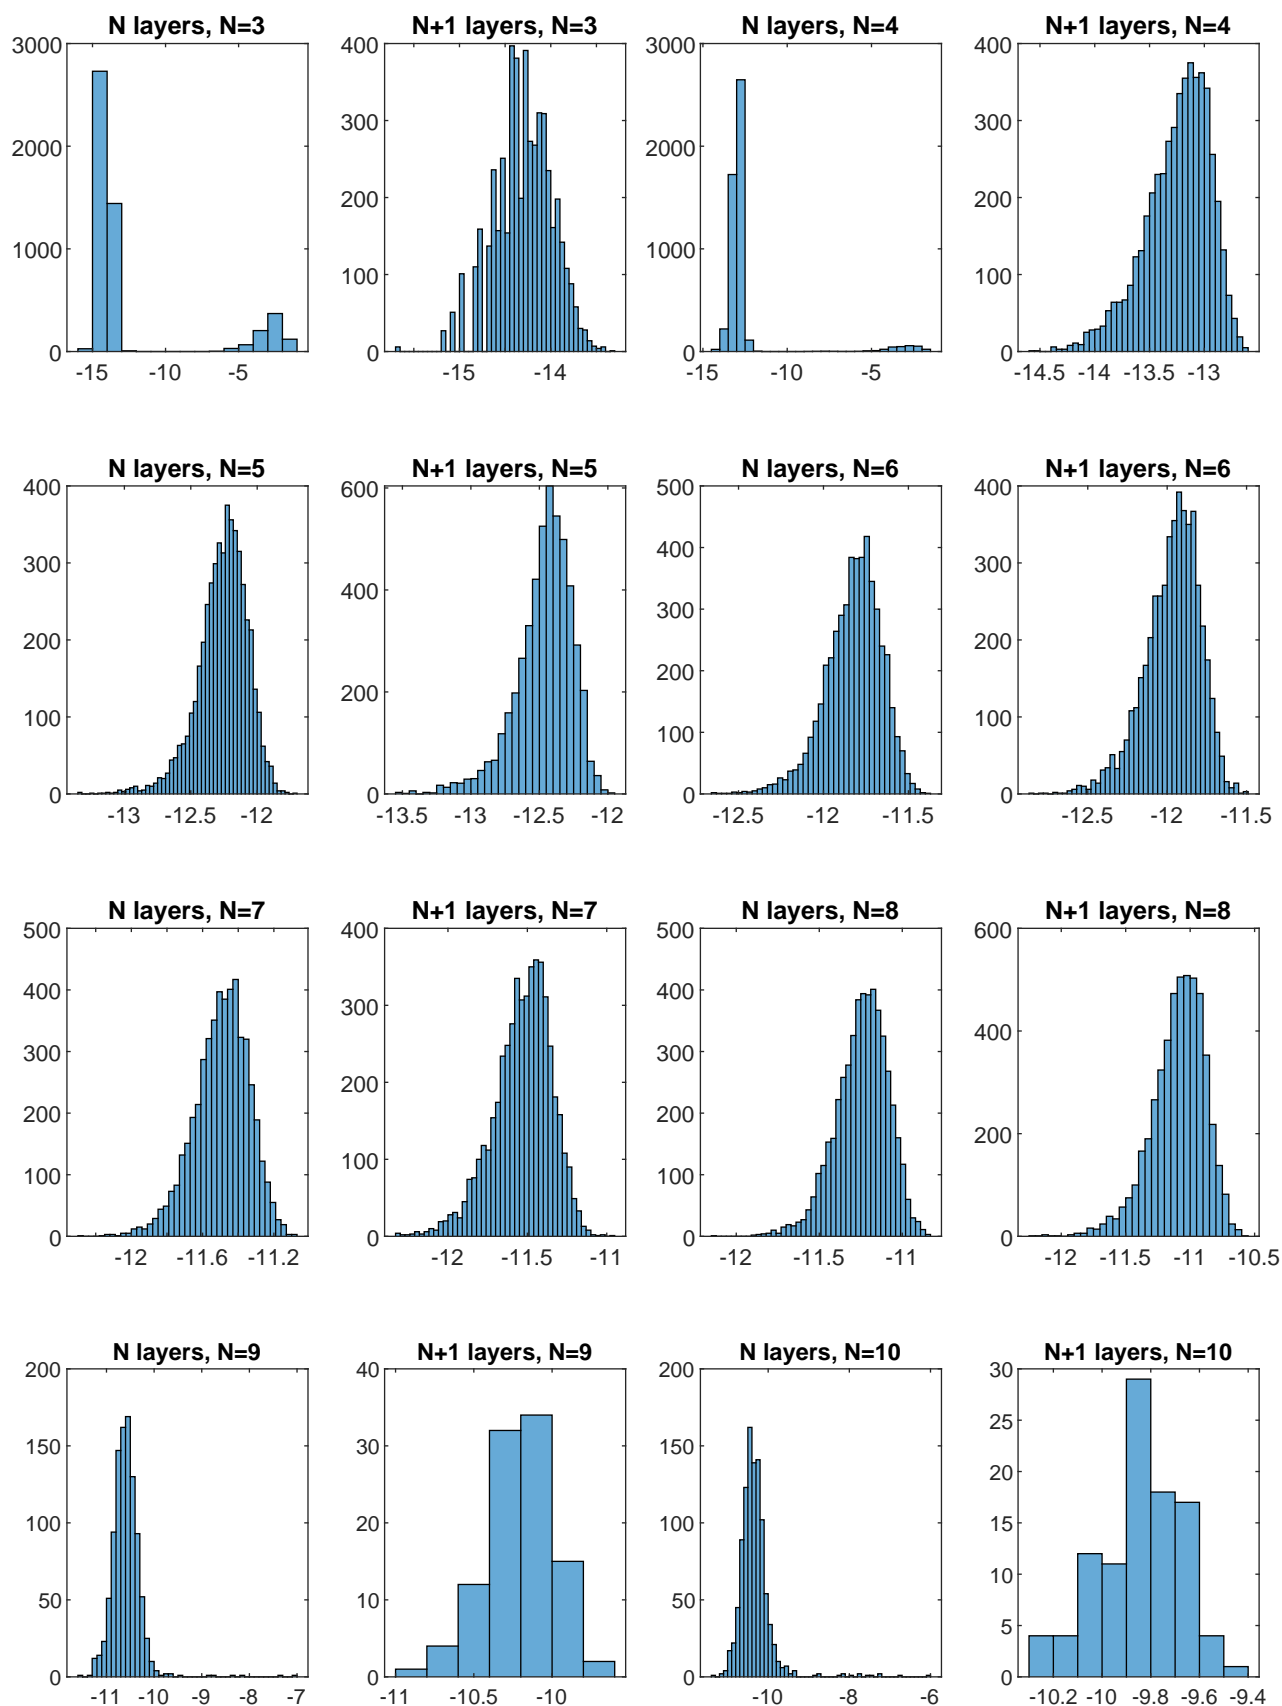 N layers, N=3
3000
2000
1000
0
-15 -10 -5
N+1 layers, N=3
400
300
200
100
0
-15 -14
N layers, N=4
3000
2000
1000
0
-15 -10 -5
N+1 layers, N=4
400
300
200
100
0
-14.5 -14 -13.5 -13
N layers, N=5
400
300
200
100
0
-13 -12.5 -12
N+1 layers, N=5
600
400
200
0
-13.5 -13 -12.5 -12
N layers, N=6
500
400
300
200
100
0
-12.5 -12 -11.5
N+1 layers, N=6
400
300
200
100
0
-12.5 -12 -11.5
N layers, N=7
500
400
300
200
100
0
-12 -11.6 -11.2
N+1 layers, N=7
400
300
200
100
0
-12 -11.5 -11
N layers, N=8
500
400
300
200
100
0
-12 -11.5 -11
N+1 layers, N=8
600
400
200
0
-12 -11.5 -11 -10.5
N layers, N=9
200
150
100
50
0
-11 -10 -9 -8 -7
N+1 layers, N=9
40
30
20
10
0
-11 -10.5 -10
N layers, N=10
200
150
100
50
0
-10 -8 -6
N+1 layers, N=10
30
25
20
15
10
5
0
-10.2 -10 -9.8 -9.6 -9.4